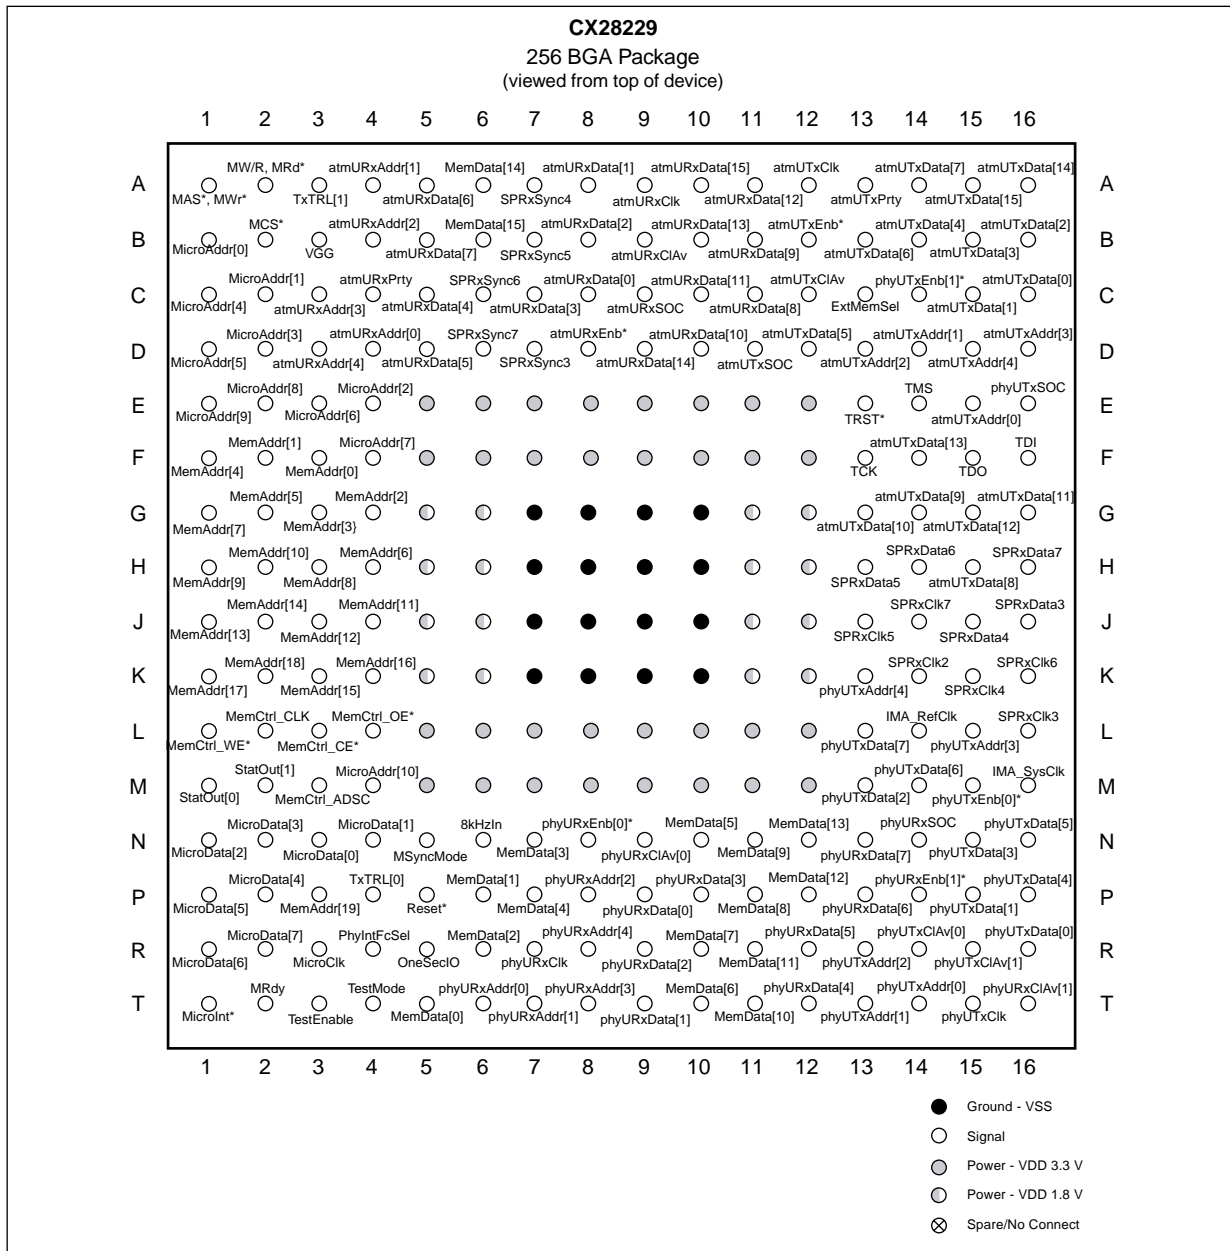 CX28229
256 BGA Package
(viewed from top of device)
1 2 3 4 5 6 7 8 9 10 11 12 13 14 15 16
MW/R, MRd* atmURxAddr[1] MemData[14] atmURxData[1] atmURxData[15] atmUTxClk atmUTxData[7] atmUTxData[14]
A A
MAS*, MWr* TxTRL[1] atmURxData[6] SPRxSync4 atmURxClk atmURxData[12] atmUTxPrty atmUTxData[15]
MCS* atmURxAddr[2] MemData[15] atmURxData[2] atmURxData[13] atmUTxEnb* atmUTxData[4] atmUTxData[2]
B B
MicroAddr[0] VGG atmURxData[7] SPRxSync5 atmURxClAv atmURxData[9] atmUTxData[6] atmUTxData[3]
MicroAddr[1] atmURxPrty SPRxSync6 atmURxData[0] atmURxData[11] atmUTxClAv phyUTxEnb[1]* atmUTxData[0]
C C
MicroAddr[4] atmURxAddr[3] atmURxData[4] atmURxData[3] atmURxSOC atmURxData[8] ExtMemSel atmUTxData[1]
MicroAddr[3] atmURxAddr[0] SPRxSync7 atmURxEnb* atmURxData[10] atmUTxData[5] atmUTxAddr[1] atmUTxAddr[3]
D D
MicroAddr[5] atmURxAddr[4] atmURxData[5] SPRxSync3 atmURxData[14] atmUTxSOC atmUTxAddr[2] atmUTxAddr[4]
MicroAddr[8] MicroAddr[2] TMS phyUTxSOC
E E
MicroAddr[9] MicroAddr[6] TRST* atmUTxAddr[0]
MemAddr[1] MicroAddr[7] atmUTxData[13] TDI
F F
MemAddr[4] MemAddr[0] TCK TDO
MemAddr[5] MemAddr[2] atmUTxData[9] atmUTxData[11]
G G
MemAddr[7] MemAddr[3} atmUTxData[10] atmUTxData[12]
MemAddr[10] MemAddr[6] SPRxData6 SPRxData7
H H
MemAddr[9] MemAddr[8] SPRxData5 atmUTxData[8]
MemAddr[14] MemAddr[11] SPRxClk7 SPRxData3
J J
MemAddr[13] MemAddr[12] SPRxClk5 SPRxData4
MemAddr[18] MemAddr[16] SPRxClk2 SPRxClk6
K K
MemAddr[17] MemAddr[15] phyUTxAddr[4] SPRxClk4
MemCtrl_CLK MemCtrl_OE* IMA_RefClk SPRxClk3
L L
MemCtrl_WE* MemCtrl_CE* phyUTxData[7] phyUTxAddr[3]
StatOut[1] MicroAddr[10] phyUTxData[6] IMA_SysClk
M M
StatOut[0] MemCtrl_ADSC phyUTxData[2] phyUTxEnb[0]*
MicroData[3] MicroData[1] 8kHzIn phyURxEnb[0]* MemData[5] MemData[13] phyURxSOC phyUTxData[5]
N N
MicroData[2] MicroData[0] MSyncMode MemData[3] phyURxClAv[0] MemData[9] phyURxData[7] phyUTxData[3]
MicroData[4] TxTRL[0] MemData[1] phyURxAddr[2] phyURxData[3] MemData[12] phyURxEnb[1]* phyUTxData[4]
P P
MicroData[5] MemAddr[19] Reset* MemData[4] phyURxData[0] MemData[8] phyURxData[6] phyUTxData[1]
MicroData[7] PhyIntFcSel MemData[2] phyURxAddr[4] MemData[7] phyURxData[5] phyUTxClAv[0] phyUTxData[0]
R R
MicroData[6] MicroClk OneSecIO phyURxClk phyURxData[2] MemData[11] phyUTxAddr[2] phyUTxClAv[1]
MRdy TestMode phyURxAddr[0] phyURxAddr[3] MemData[6] phyURxData[4] phyUTxAddr[0] phyURxClAv[1]
T T
MicroInt* TestEnable MemData[0] phyURxAddr[1] phyURxData[1] MemData[10] phyUTxAddr[1] phyUTxClk
1 2 3 4 5 6 7 8 9 10 11 12 13 14 15 16
Ground - VSS
Signal
Power - VDD 3.3 V
Power - VDD 1.8 V
Spare/No Connect